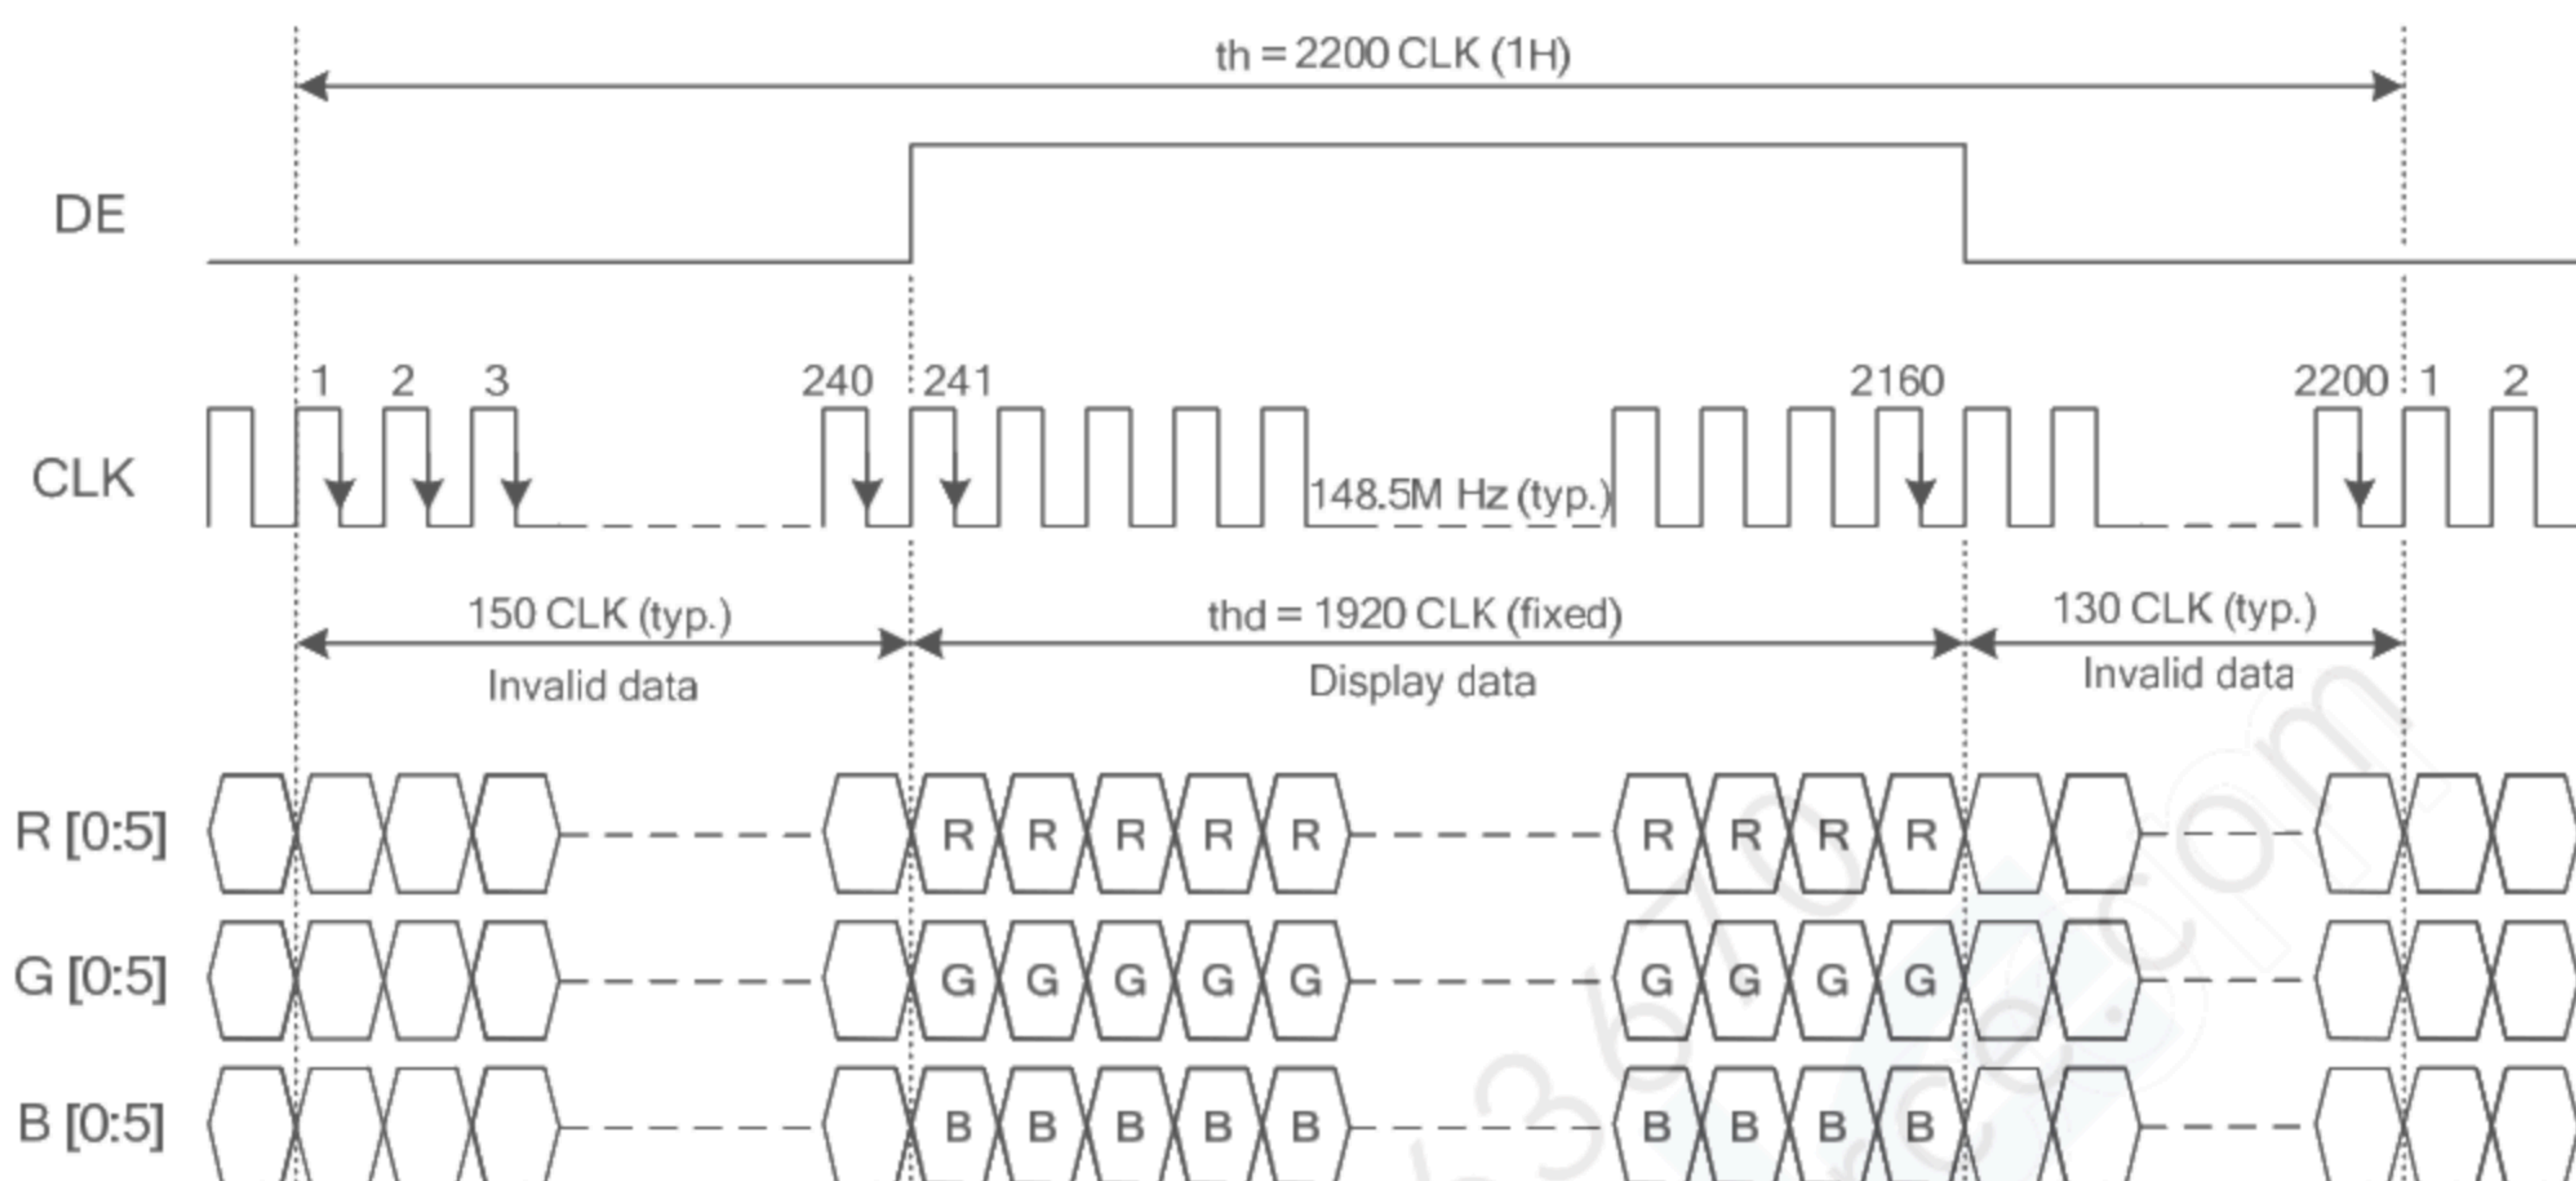 th = 2200 CLK (1H)
DE
1 2 3 240 241 2160 2200 1 2
CLK
148.5M Hz (typ.)
150 CLK (typ.) thd = 1920 CLK (fixed) 130 CLK (typ.)
Invalid data Display data Invalid data
R [0:5] R R R R R R R R R
G [0:5] G G G G G G G G G
B [0:5] B B B B B B B B B